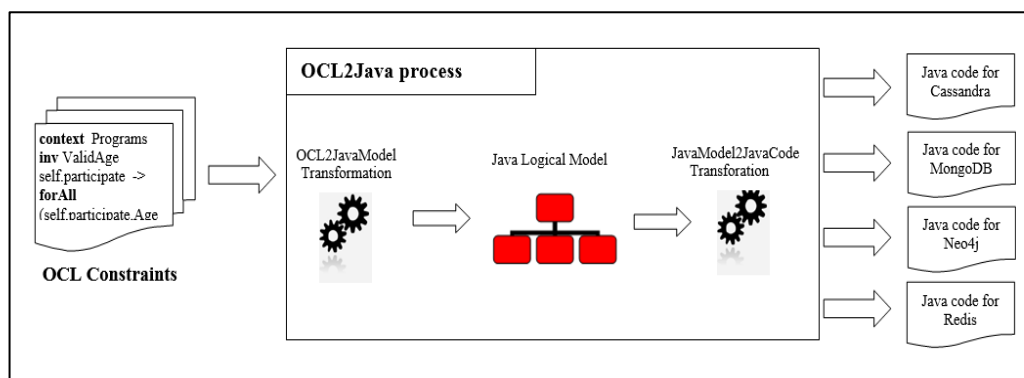 OCL2Java process
context Programs
inv ValidAge
self.participate ->
forAll
(self.participate.Age
OCL Constraints
OCL2JavaModel
Transformation
Java Logical Model
JavaModel2JavaCode
Transforation
Java code for
Cassandra
Java code for
MongoDB
Java code for
Neo4j
Java code for
Redis